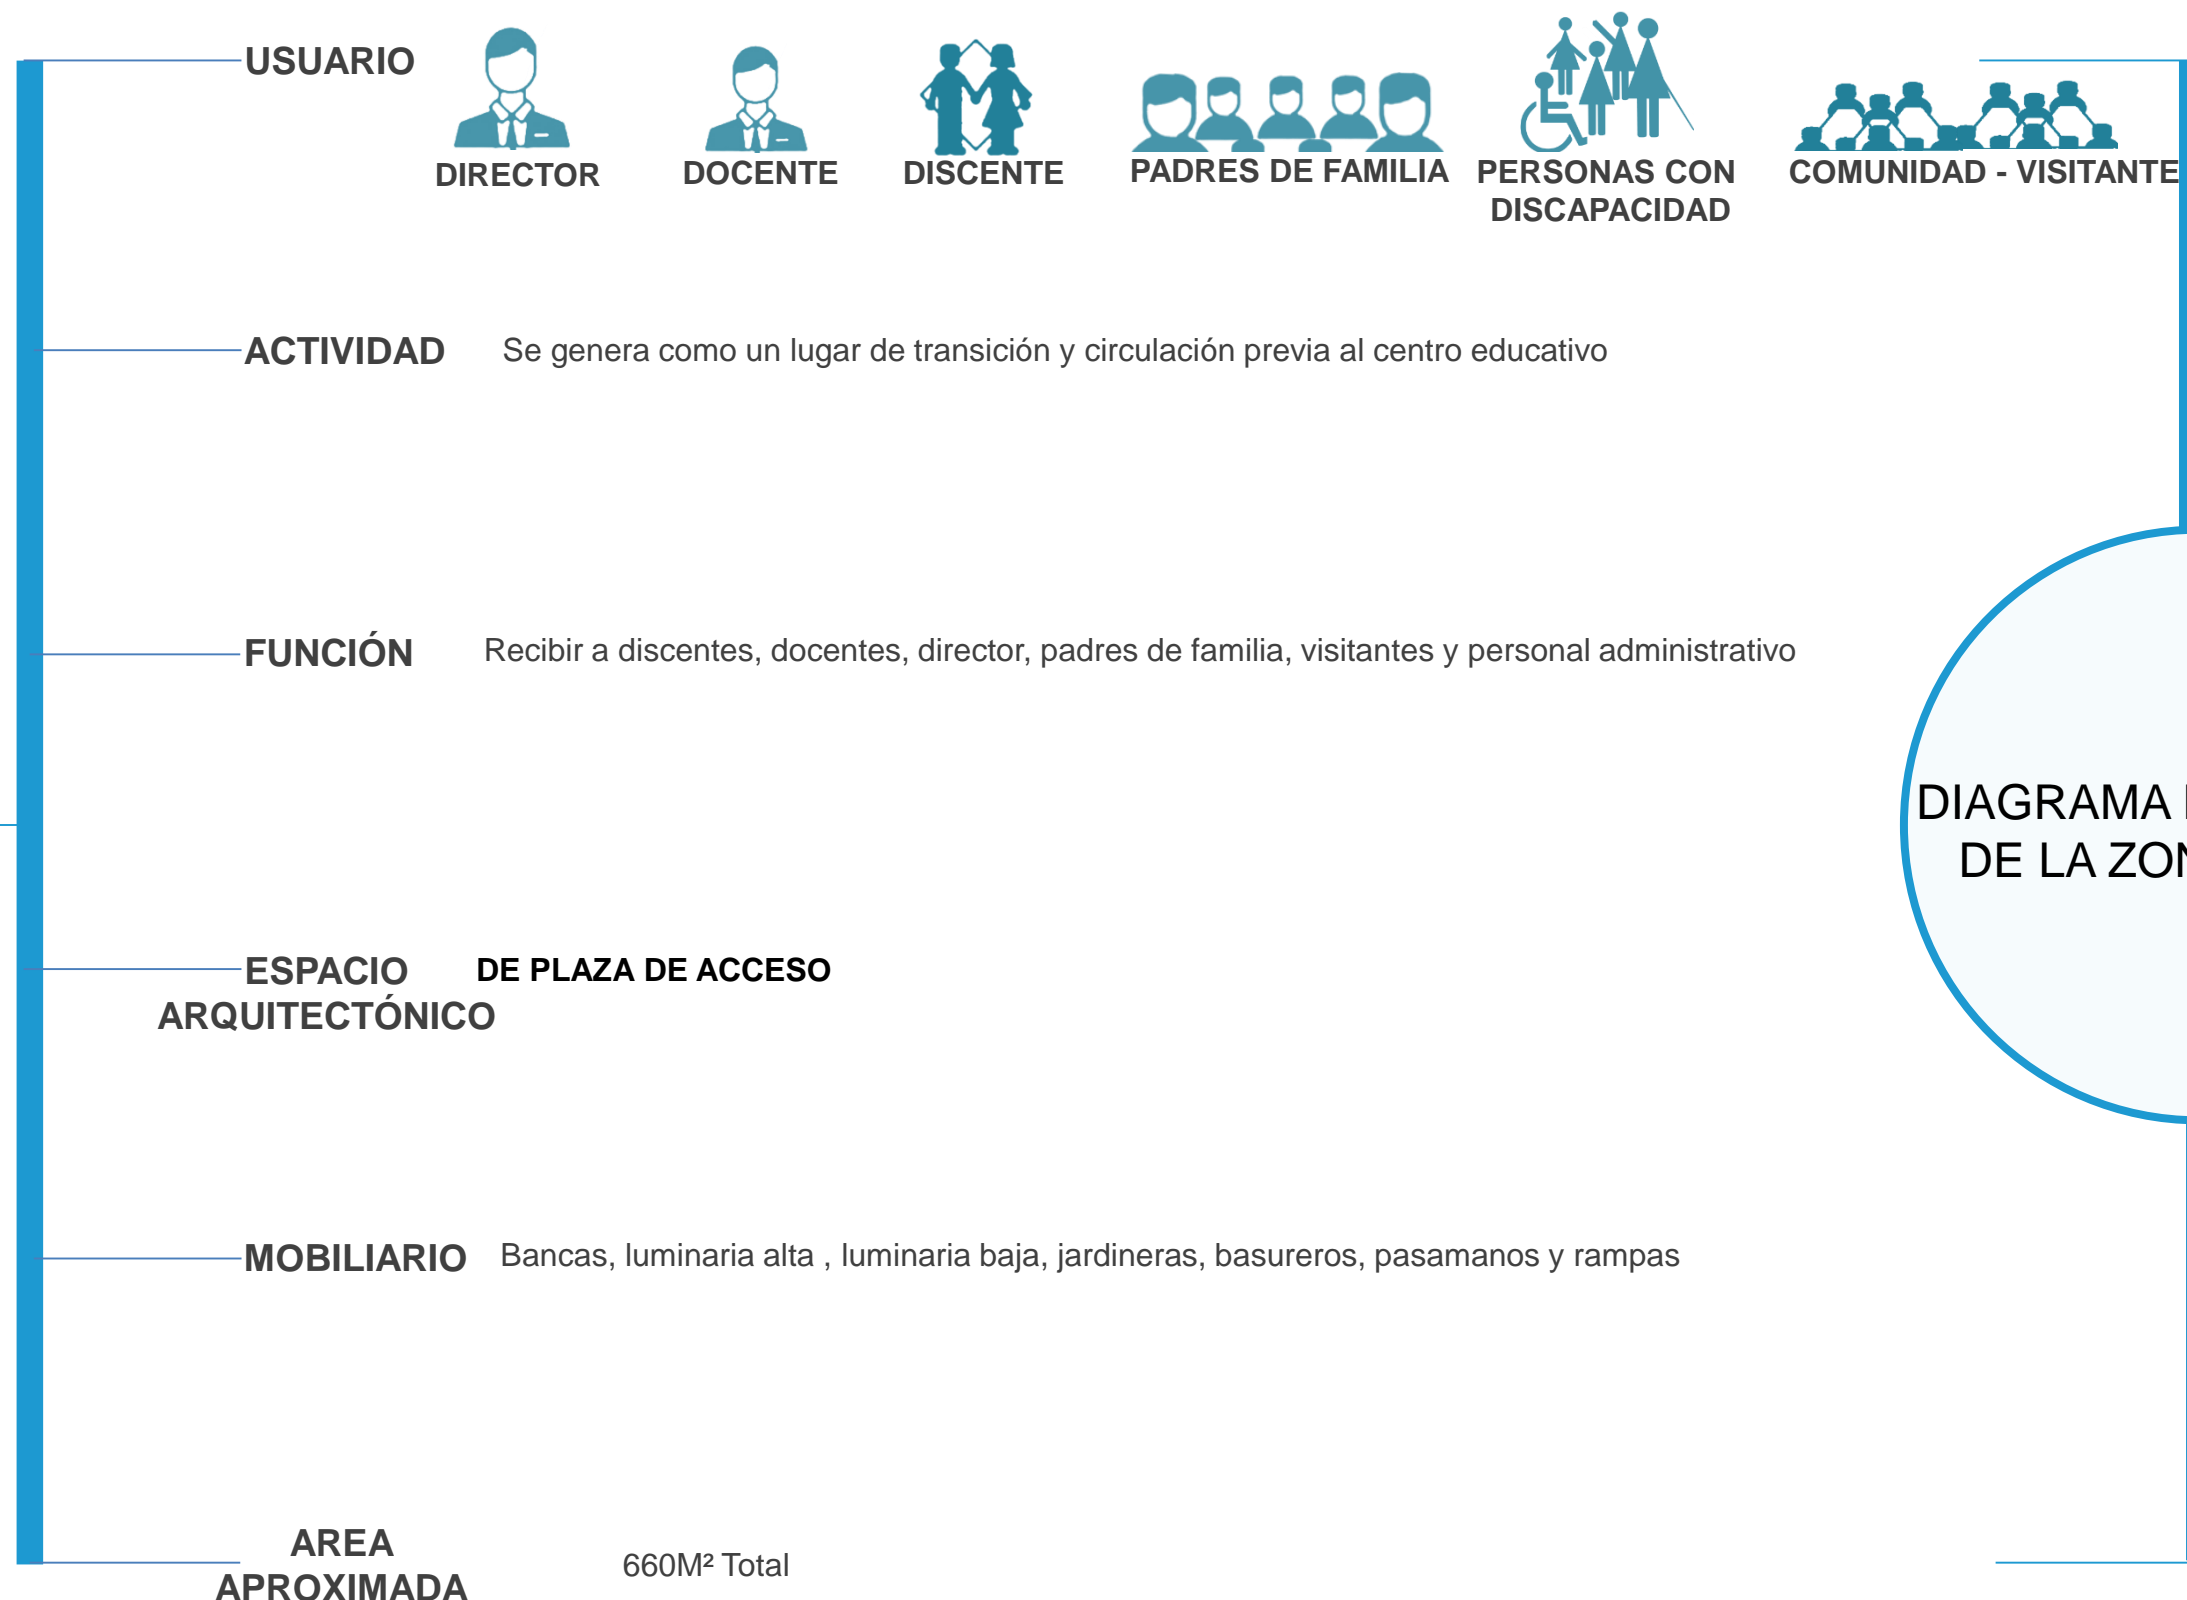 USUARIO
DIRECTOR
DOCENTE
DISCENTE
PADRES DE FAMILIA
PERSONAS CON
DISCAPACIDAD
COMUNIDAD - VISITANTE
ACTIVIDAD
Se genera como un lugar de transición y circulación previa al centro educativo
FUNCIÓN
Recibir a discentes, docentes, director, padres de familia, visitantes y personal administrativo
DIAGRAMA
DE LA
ESPACIO
ARQUITECTÓNICO
DE PLAZA DE ACCESO
MOBILIARIO
Bancas, luminaria alta , luminaria baja, jardineras, basureros, pasamanos y rampas
AREA
APROXIMADA
660M² Total